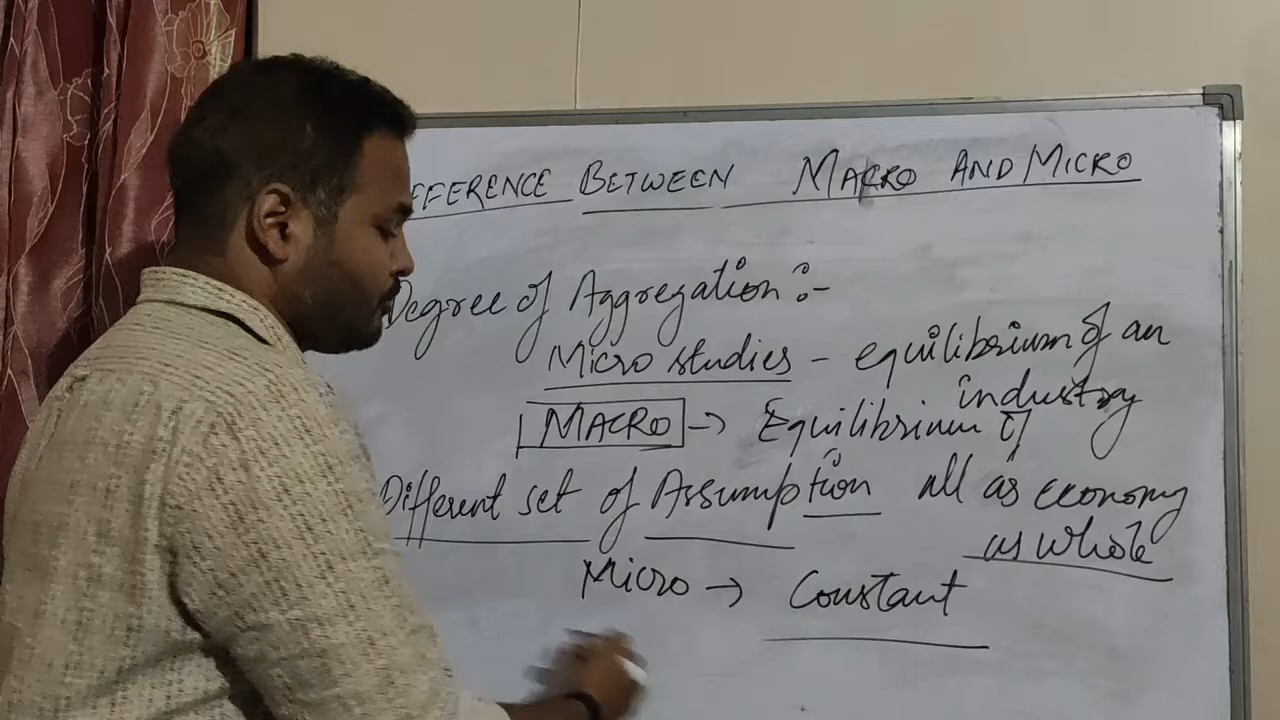 FFERENCE BETWEEN MACRO AND MICRO
Degree of Aggregation :-
Micro studies - equilibrium of an
industry
MACRO → Equilibrium of
all as economy
as whole
Different set of Assumption
Micro → Constant